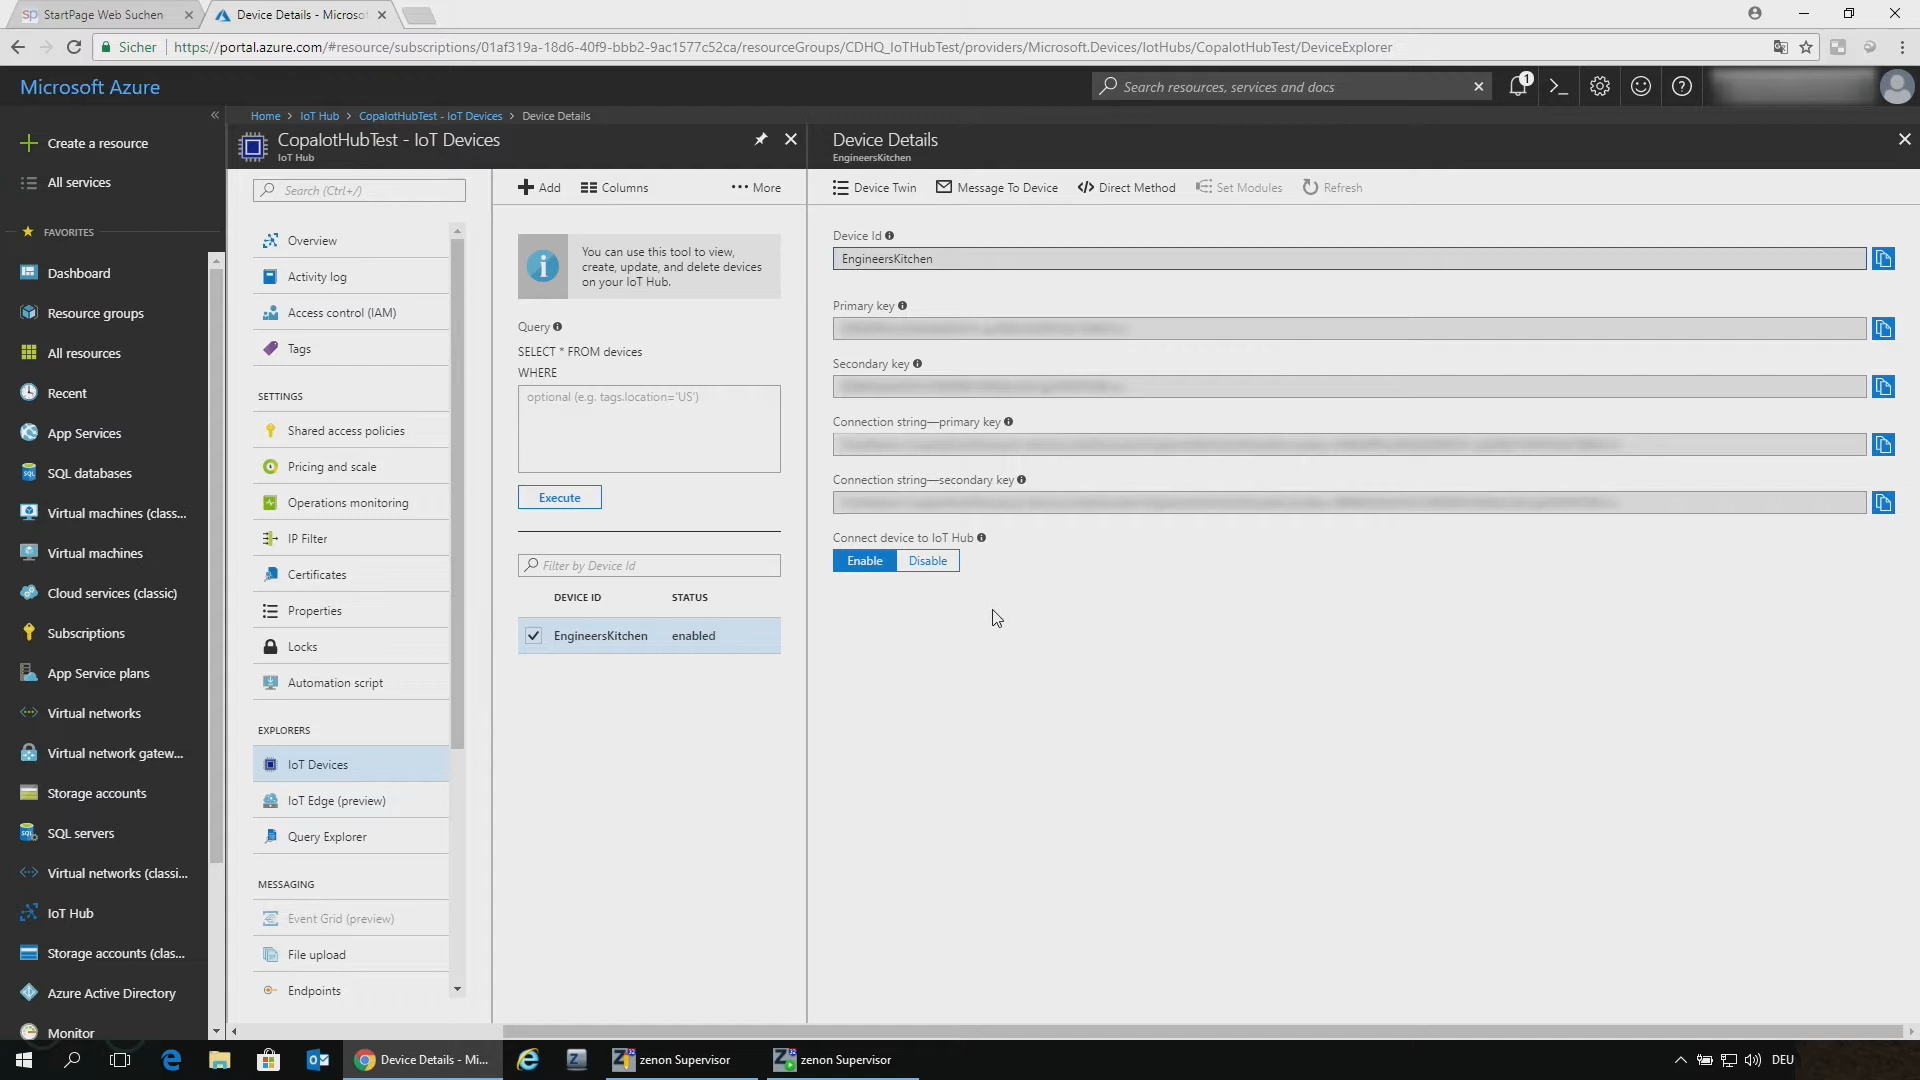 StartPage Web Suchen
Device Details - Microso
Sicher
https://portal.azure.com/#resource/subscriptions/01af319a-18d6-40f9-bbb2-9ac1577c52ca/resourceGroups/CDHQ_IoTHubTest/providers/Microsoft.Devices/IotHubs/CopaIotHubTest/DeviceExplorer
Microsoft Azure
Search resources, services and docs
1
Home > IoT Hub > CopaIotHubTest - IoT Devices > Device Details
Create a resource
All services
FAVORITES
Dashboard
Resource groups
All resources
Recent
App Services
SQL databases
Virtual machines (class...
Virtual machines
Cloud services (classic)
Subscriptions
App Service plans
Virtual networks
Virtual network gatew...
Storage accounts
SQL servers
Virtual networks (classi...
IoT Hub
Storage accounts (clas...
Azure Active Directory
Monitor
CopaIotHubTest - IoT Devices
IoT Hub
Search (Ctrl+/)
Overview
Activity log
Access control (IAM)
Tags
SETTINGS
Shared access policies
Pricing and scale
Operations monitoring
IP Filter
Certificates
Properties
Locks
Automation script
EXPLORERS
IoT Devices
IoT Edge (preview)
Query Explorer
MESSAGING
Event Grid (preview)
File upload
Endpoints
Add
Columns
More
You can use this tool to view,
create, update, and delete devices
on your IoT Hub.
Query
SELECT * FROM devices
WHERE
optional (e.g. tags.location='US')
Execute
Filter by Device Id
DEVICE ID STATUS
EngineersKitchen enabled
Device Details
EngineersKitchen
Device Twin
Message To Device
Direct Method
Set Modules
Refresh
Device Id
EngineersKitchen
Primary key
Secondary key
Connection string—primary key
Connection string—secondary key
Connect device to IoT Hub
Enable Disable
Device Details - Mi...
zenon Supervisor
zenon Supervisor
DEU